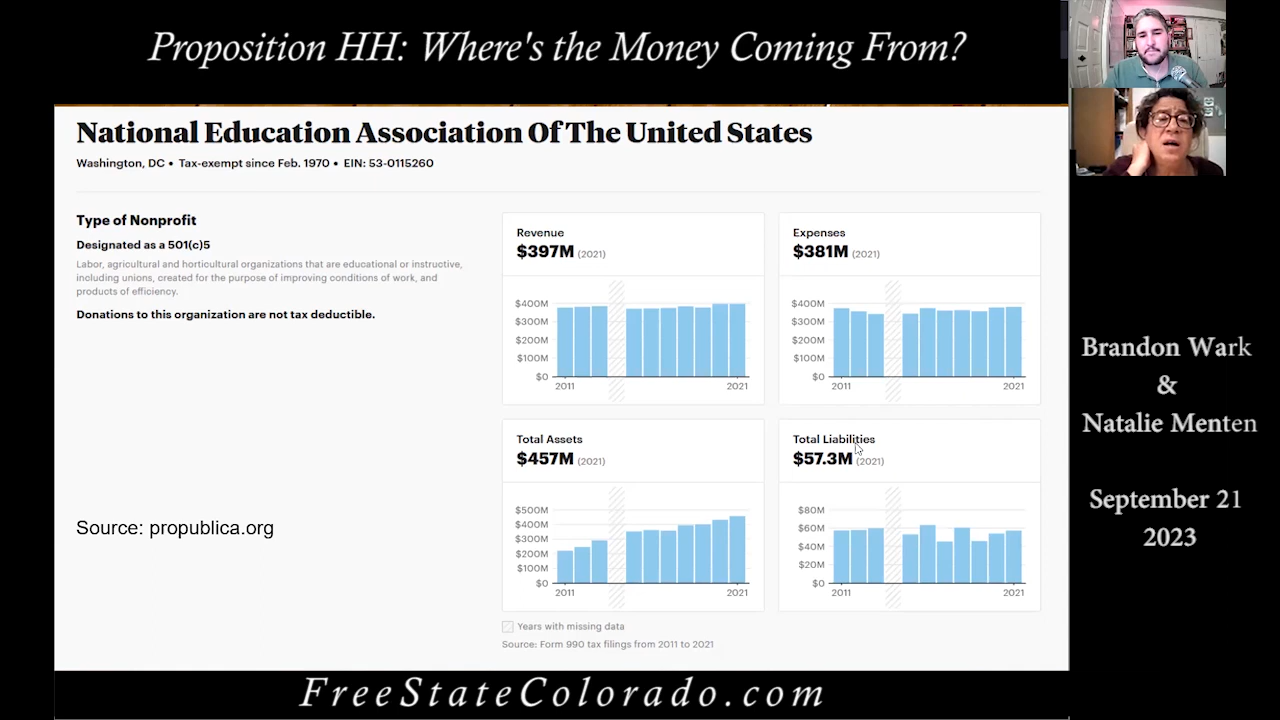 Proposition HH: Where's the Money Coming From?
National Education Association Of The United States
Washington, DC • Tax-exempt since Feb. 1970 • EIN: 53-0115260
Type of Nonprofit
Designated as a 501(c)5
Labor, agricultural and horticultural organizations that are educational or instructive,
including unions, created for the purpose of improving conditions of work, and
products of efficiency.
Donations to this organization are not tax deductible.
Source: propublica.org
Revenue
$397M (2021)
$400M
$300M
$200M
$100M
$0
2011 2021
Expenses
$381M (2021)
$400M
$300M
$200M
$100M
$0
2011 2021
Total Assets
$457M (2021)
$500M
$400M
$300M
$200M
$100M
$0
2011 2021
Total Liabilities
$57.3M (2021)
$80M
$60M
$40M
$20M
$0
2011 2021
Years with missing data
Source: Form 990 tax filings from 2011 to 2021
Brandon Wark
&
Natalie Menten
September 21
2023
FreeStateColorado.com